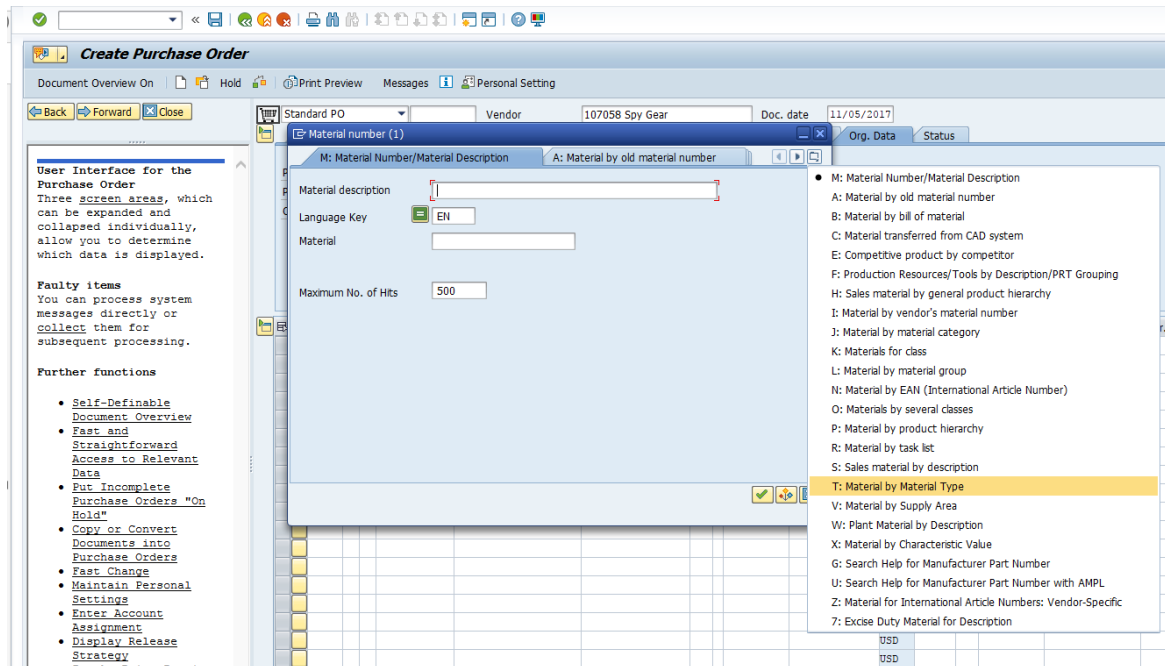 Create Purchase Order
Document Overview On Hold Print Preview Messages Personal Setting
Back Forward Close
Standard PO Vendor 107058 Spy Gear Doc. date 11/05/2017
Org. Data Status
User Interface for the
Purchase Order
Three screen areas, which
can be expanded and
collapsed individually,
allow you to determine
which data is displayed.
Faulty items
You can process system
messages directly or
collect them for
subsequent processing.
Further functions
• Self-Definable
Document Overview
• Fast and
Straightforward
Access to Relevant
Data
• Put Incomplete
Purchase Orders "On
Hold"
• Copy or Convert
Documents into
Purchase Orders
• Fast Change
• Maintain Personal
Settings
• Enter Account
Assignment
• Display Release
Strategy
Material number (1)
M: Material Number/Material Description A: Material by old material number
Material description
Language Key EN
Material
Maximum No. of Hits 500
M: Material Number/Material Description
A: Material by old material number
B: Material by bill of material
C: Material transferred from CAD system
E: Competitive product by competitor
F: Production Resources/Tools by Description/PRT Grouping
H: Sales material by general product hierarchy
I: Material by vendor's material number
J: Material by material category
K: Materials for class
L: Material by material group
N: Material by EAN (International Article Number)
O: Materials by several classes
P: Material by product hierarchy
R: Material by task list
S: Sales material by description
T: Material by Material Type
V: Material by Supply Area
W: Plant Material by Description
X: Material by Characteristic Value
G: Search Help for Manufacturer Part Number
U: Search Help for Manufacturer Part Number with AMPL
Z: Material for International Article Numbers: Vendor-Specific
7: Excise Duty Material for Description
USD
USD